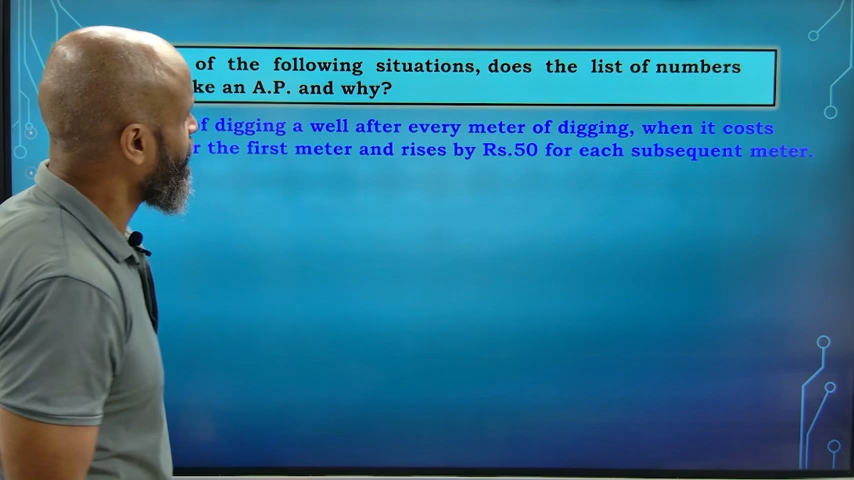 of the following situations, does the list of numbers
an A.P. and why?
of digging a well after every meter of digging, when it costs
the first meter and rises by Rs.50 for each subsequent meter.